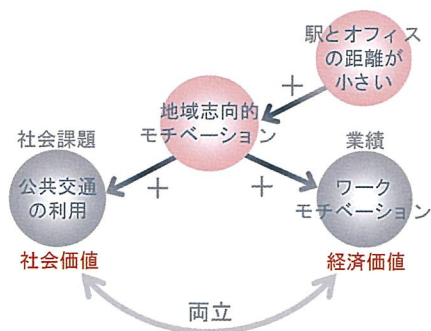 駅とオフィス
の距離が
小さい
+
地域志向的
モチベーション
社会課題
業績
+
+
公共交通
の利用
ワーク
モチベーション
社会価値
経済価値
両立